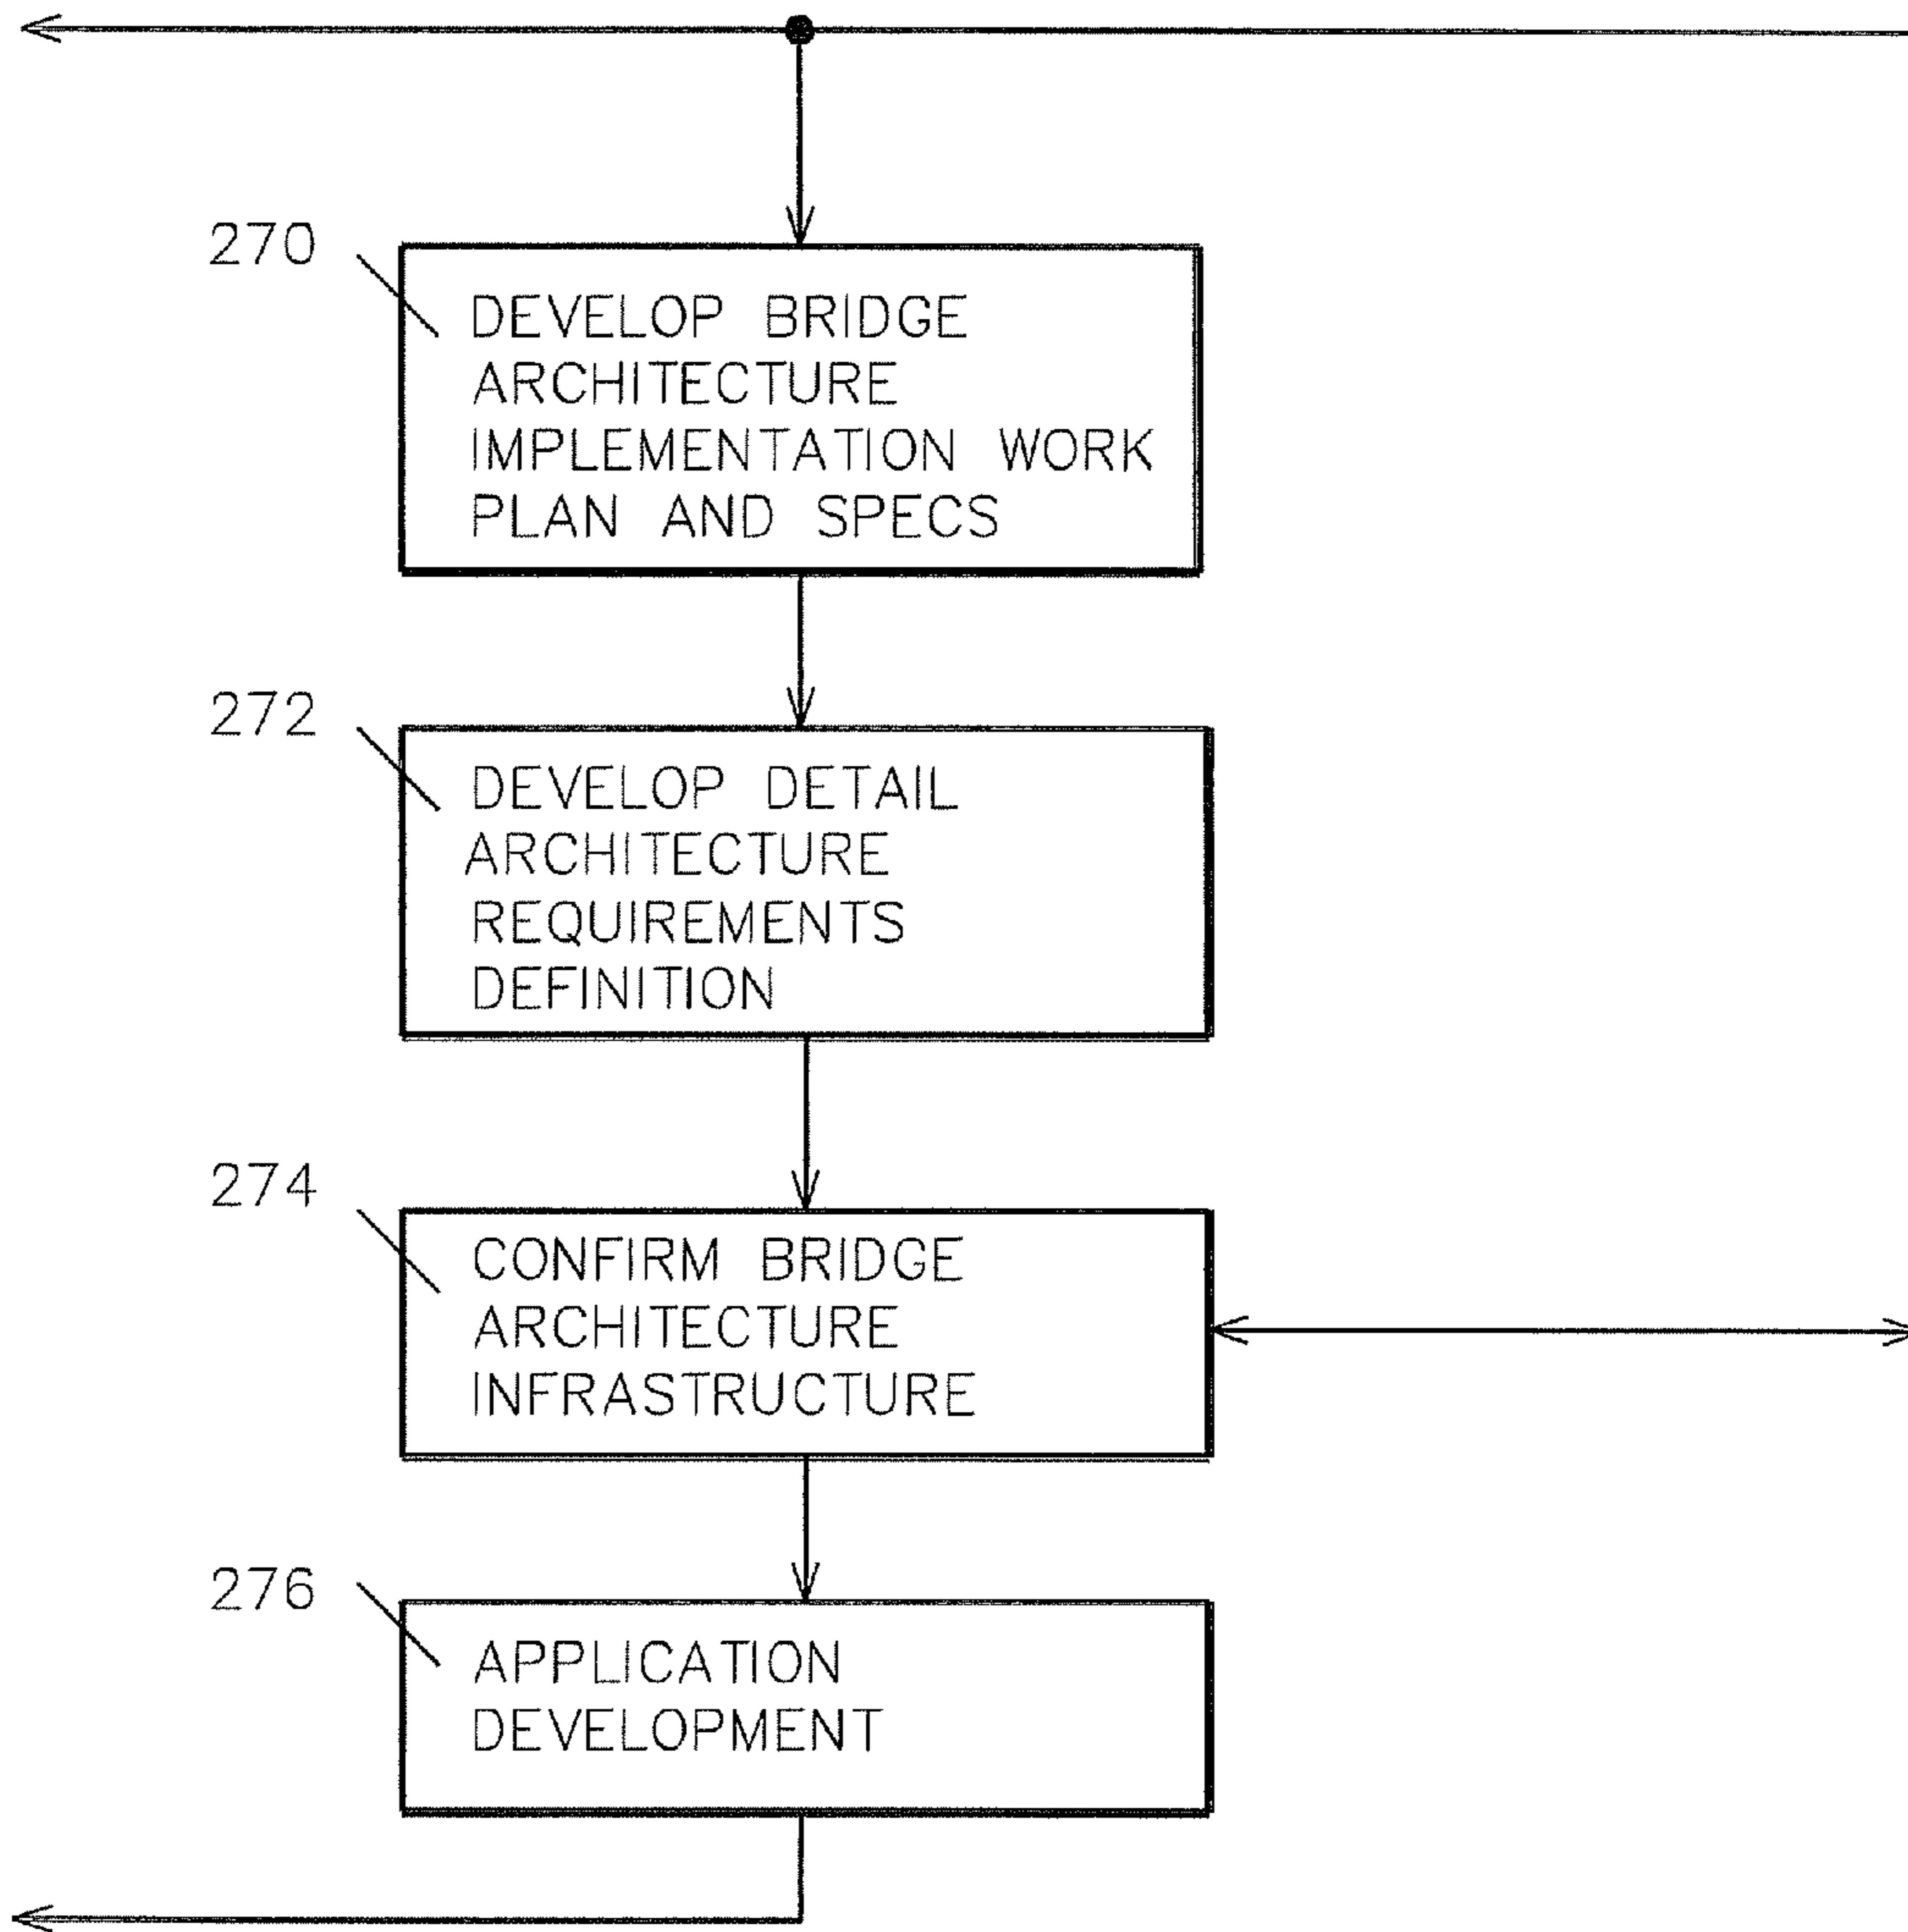 270
DEVELOP BRIDGE
ARCHITECTURE
IMPLEMENTATION WORK
PLAN AND SPECS
272
DEVELOP DETAIL
ARCHITECTURE
REQUIREMENTS
DEFINITION
274
CONFIRM BRIDGE
ARCHITECTURE
INFRASTRUCTURE
276
APPLICATION
DEVELOPMENT